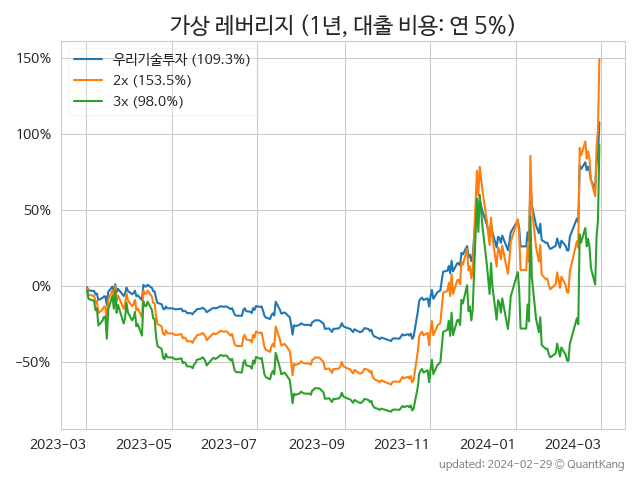 가상 레버리지 (1년, 대출 비용: 연 5%)
우리기술투자 (109.3%)
2x (153.5%)
3x (98.0%)
150%
100%
50%
0%
−50%
2023-03 2023-05 2023-07 2023-09 2023-11 2024-01 2024-03
updated: 2024-02-29 © QuantKang